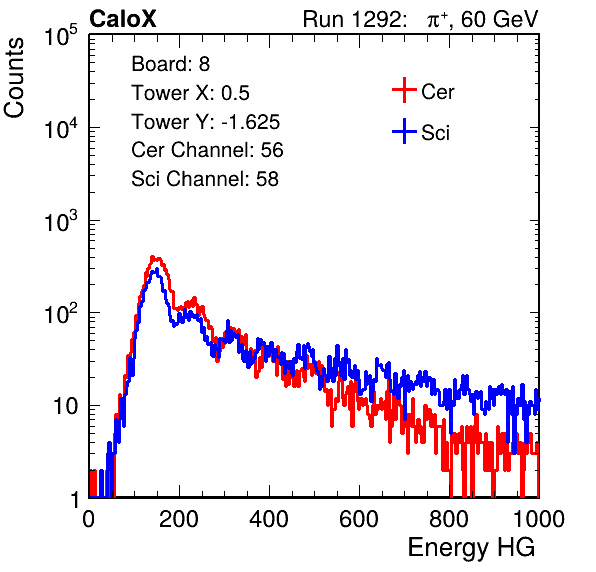 CaloX Run 1292: π⁺, 60 GeV
Counts
10⁵
10⁴
10³
10²
10
1
Board: 8
Tower X: 0.5
Tower Y: -1.625
Cer Channel: 56
Sci Channel: 58
Cer
Sci
0 200 400 600 800 1000
Energy HG